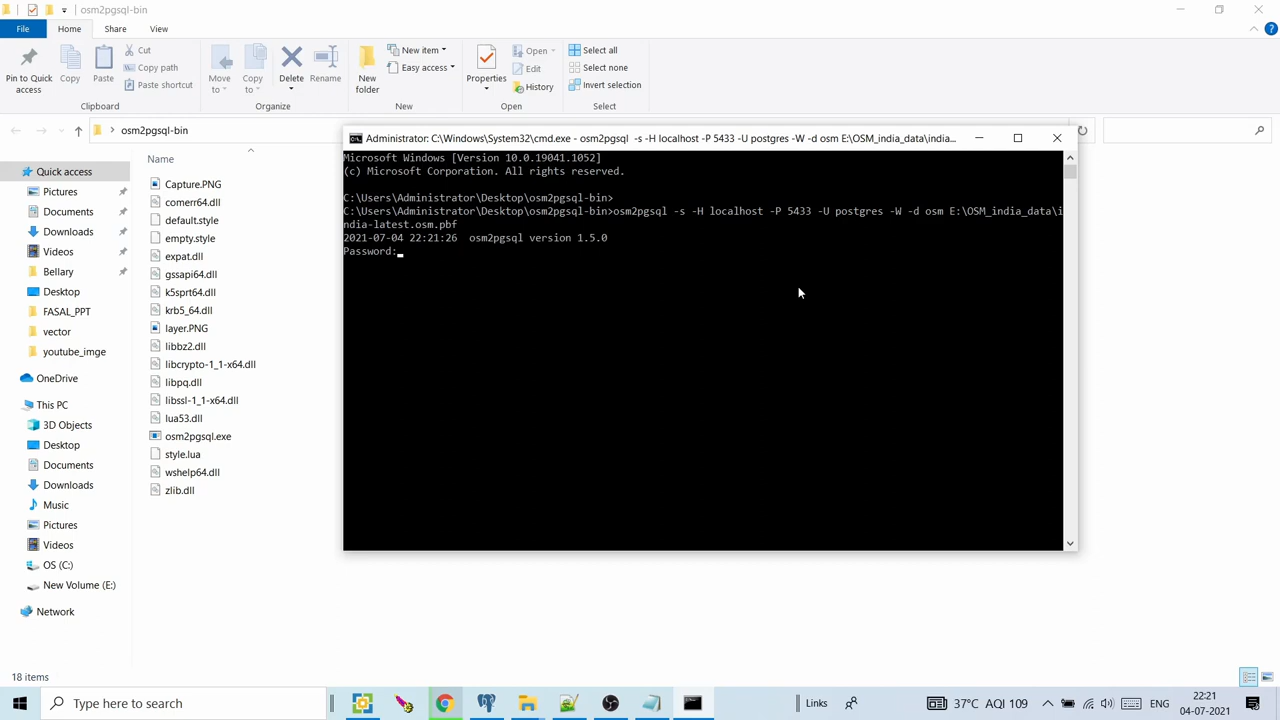 osm2pgsql-bin
File
Home
Share
View
Pin to Quick access
Copy
Paste
Cut
Copy path
Paste shortcut
Clipboard
Move to
Copy to
Delete
Rename
Organize
New folder
New item
Easy access
New
Properties
Open
Edit
History
Open
Select all
Select none
Invert selection
Select
osm2pgsql-bin
Quick access
Pictures
Documents
Downloads
Videos
Bellary
Desktop
FASAL_PPT
vector
youtube_imge
OneDrive
This PC
3D Objects
Desktop
Documents
Downloads
Music
Pictures
Videos
OS (C:)
New Volume (E:)
Network
Name
Capture.PNG
comerr64.dll
default.style
empty.style
expat.dll
gssapi64.dll
k5sprt64.dll
krb5_64.dll
layer.PNG
libbz2.dll
libcrypto-1_1-x64.dll
libpq.dll
libssl-1_1-x64.dll
lua53.dll
osm2pgsql.exe
style.lua
wshelp64.dll
zlib.dll
Administrator: C:\Windows\System32\cmd.exe - osm2pgsql -s -H localhost -P 5433 -U postgres -W -d osm E:\OSM_india_data\india...
Microsoft Windows [Version 10.0.19041.1052]
(c) Microsoft Corporation. All rights reserved.
C:\Users\Administrator\Desktop\osm2pgsql-bin>
C:\Users\Administrator\Desktop\osm2pgsql-bin>osm2pgsql -s -H localhost -P 5433 -U postgres -W -d osm E:\OSM_india_data\i
ndia-latest.osm.pbf
2021-07-04 22:21:26 osm2pgsql version 1.5.0
Password:
18 items
Type here to search
Links
37°C AQI 109
ENG
22:21
04-07-2021